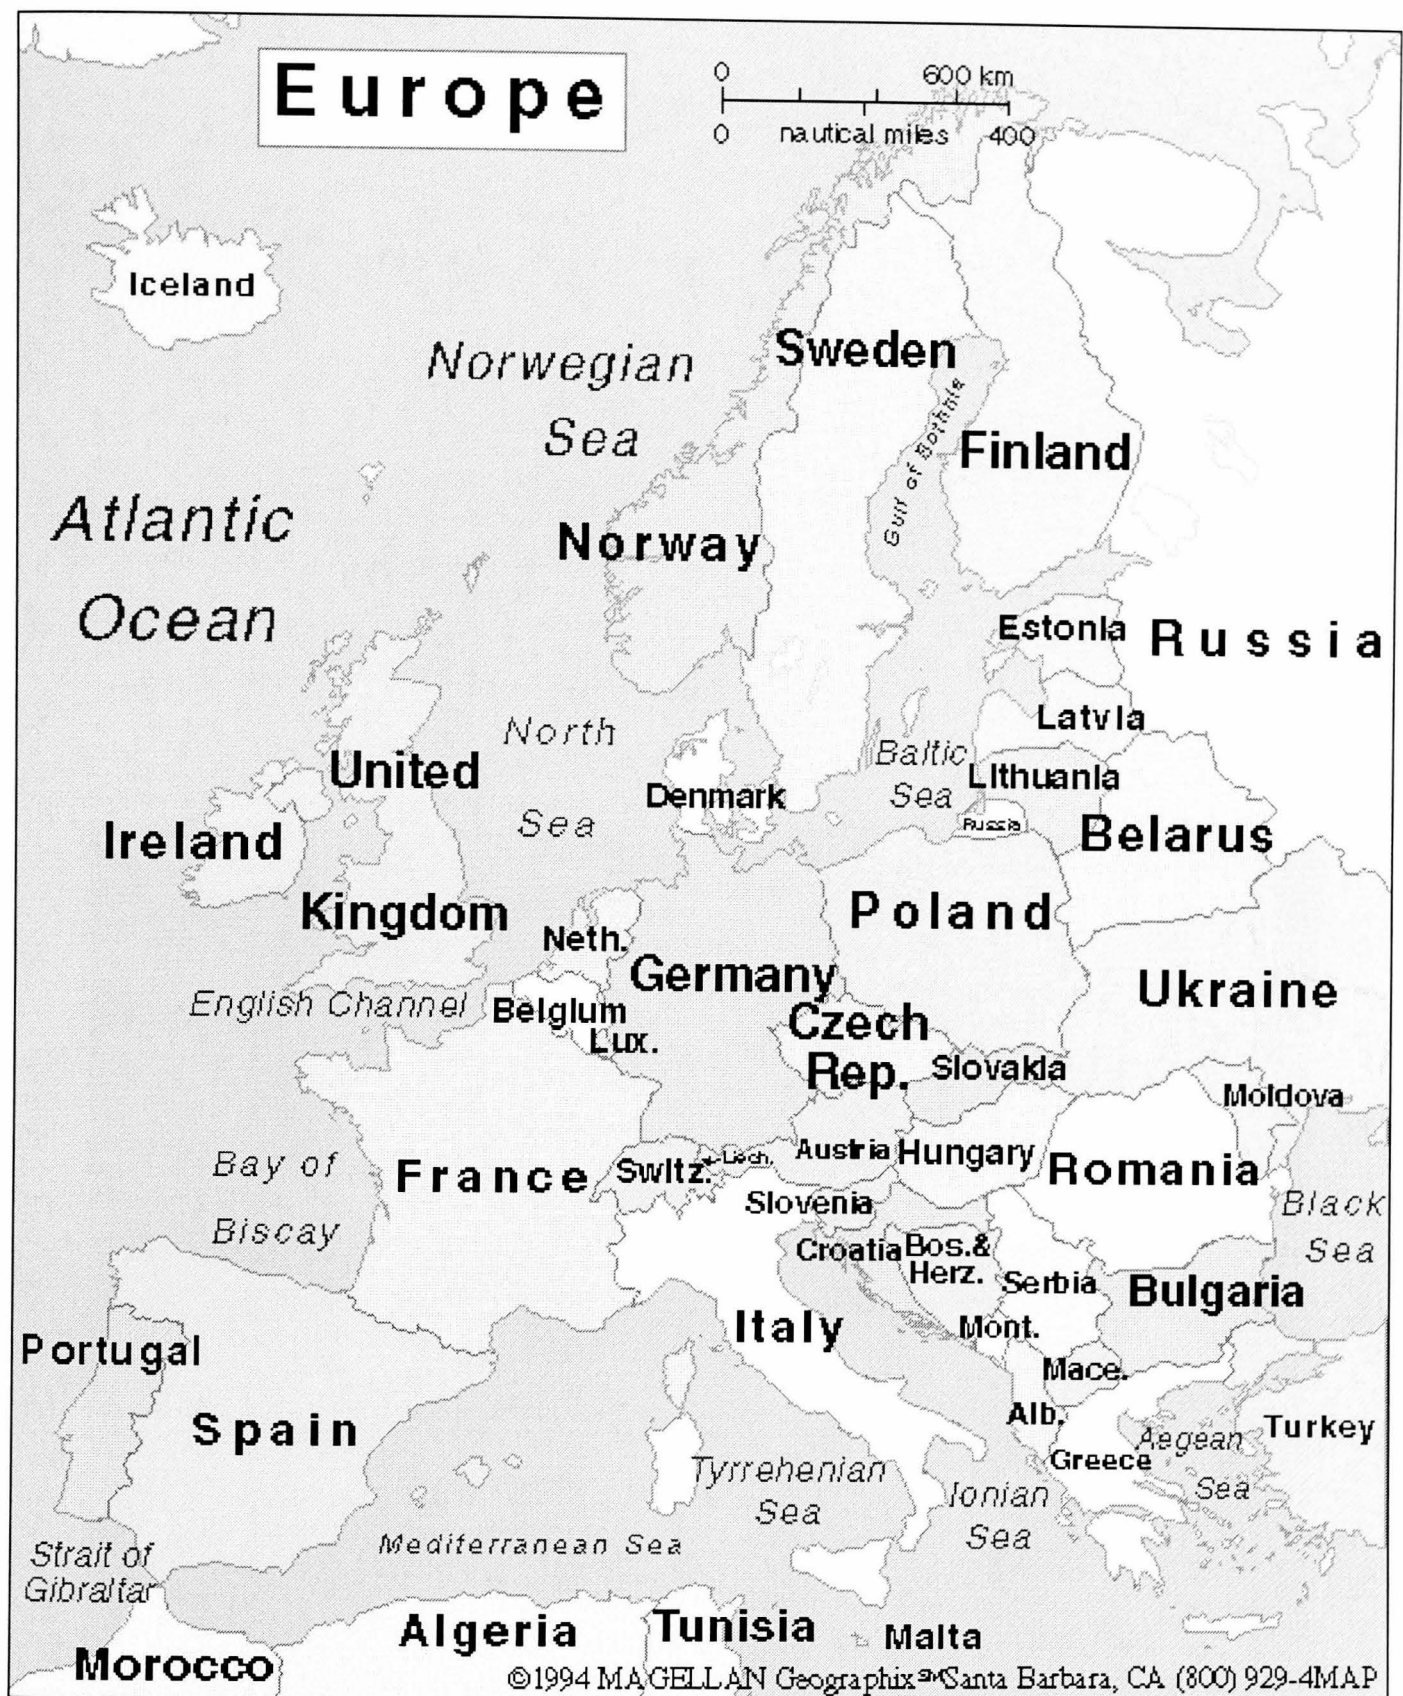 Europe
0 600 km
0 nautical miles 400
Iceland
Norwegian
Sea
Sweden
Gulf of Bothnia
Finland
Atlantic
Ocean
Norway
Estonia
Russia
North
Sea
Latvia
United
Kingdom
Baltic
Sea
Lithuania
Denmark
Russia
Ireland
Belarus
Poland
Neth.
Germany
Ukraine
English Channel
Belgium
Lux.
Czech
Rep.
Slovakia
Moldova
Bay of
Biscay
France
Switz.
Liech.
Austria
Hungary
Romania
Slovenia
Black
Sea
Croatia
Bos.&
Herz.
Serbia
Bulgaria
Italy
Mont.
Portugal
Mace.
Spain
Alb.
Aegean
Sea
Turkey
Greece
Tyrrehenian
Sea
Ionian
Sea
Mediterranean Sea
Strait of
Gibraltar
Algeria
Tunisia
Malta
Morocco
©1994 MAGELLAN Geographix℠Santa Barbara, CA (800) 929-4MAP